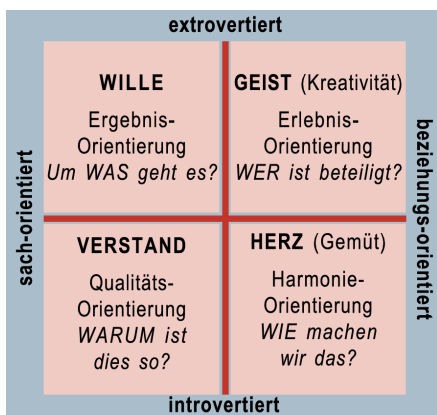 extrovertiert
sach-orientiert
WILLE
Ergebnis-
Orientierung
Um WAS geht es?
GEIST (Kreativität)
Erlebnis-
Orientierung
WER ist beteiligt?
beziehungs-orientiert
VERSTAND
Qualitäts-
Orientierung
WARUM ist
dies so?
HERZ (Gemüt)
Harmonie-
Orientierung
WIE machen
wir das?
introvertiert